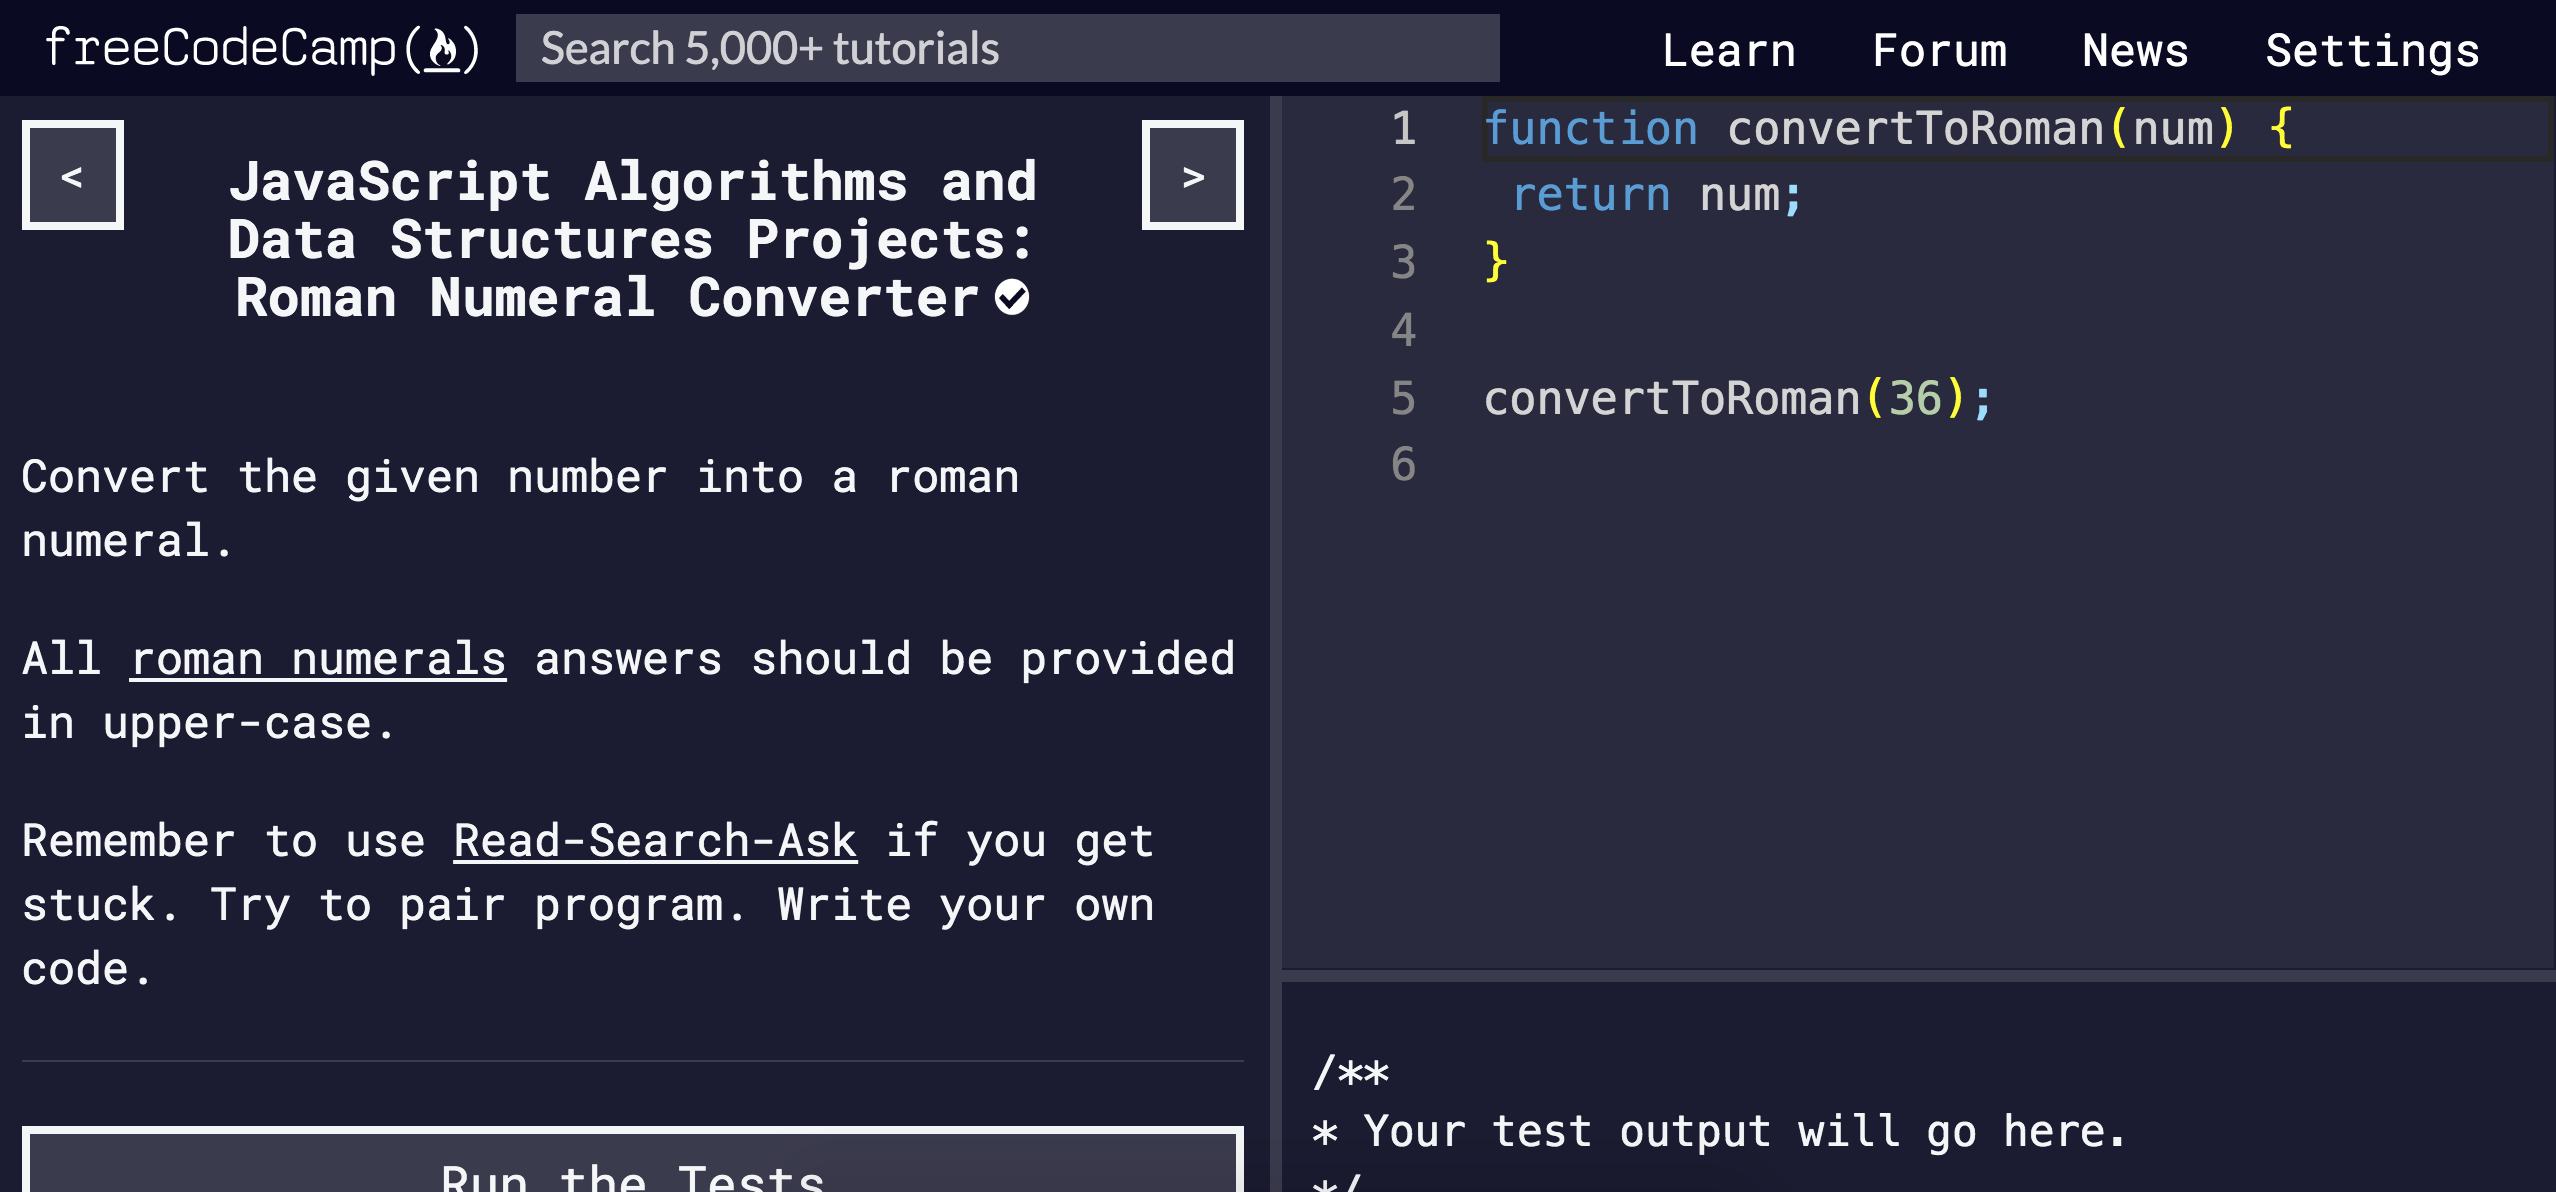 freeCodeCamp
Search 5,000+ tutorials
Learn Forum News Settings
<
>
JavaScript Algorithms and
Data Structures Projects:
Roman Numeral Converter
Convert the given number into a roman
numeral.
All roman numerals answers should be provided
in upper-case.
Remember to use Read-Search-Ask if you get
stuck. Try to pair program. Write your own
code.
Run the Tests
1 function convertToRoman(num) {
2 return num;
3 }
4
5 convertToRoman(36);
6
/**
* Your test output will go here.
*/